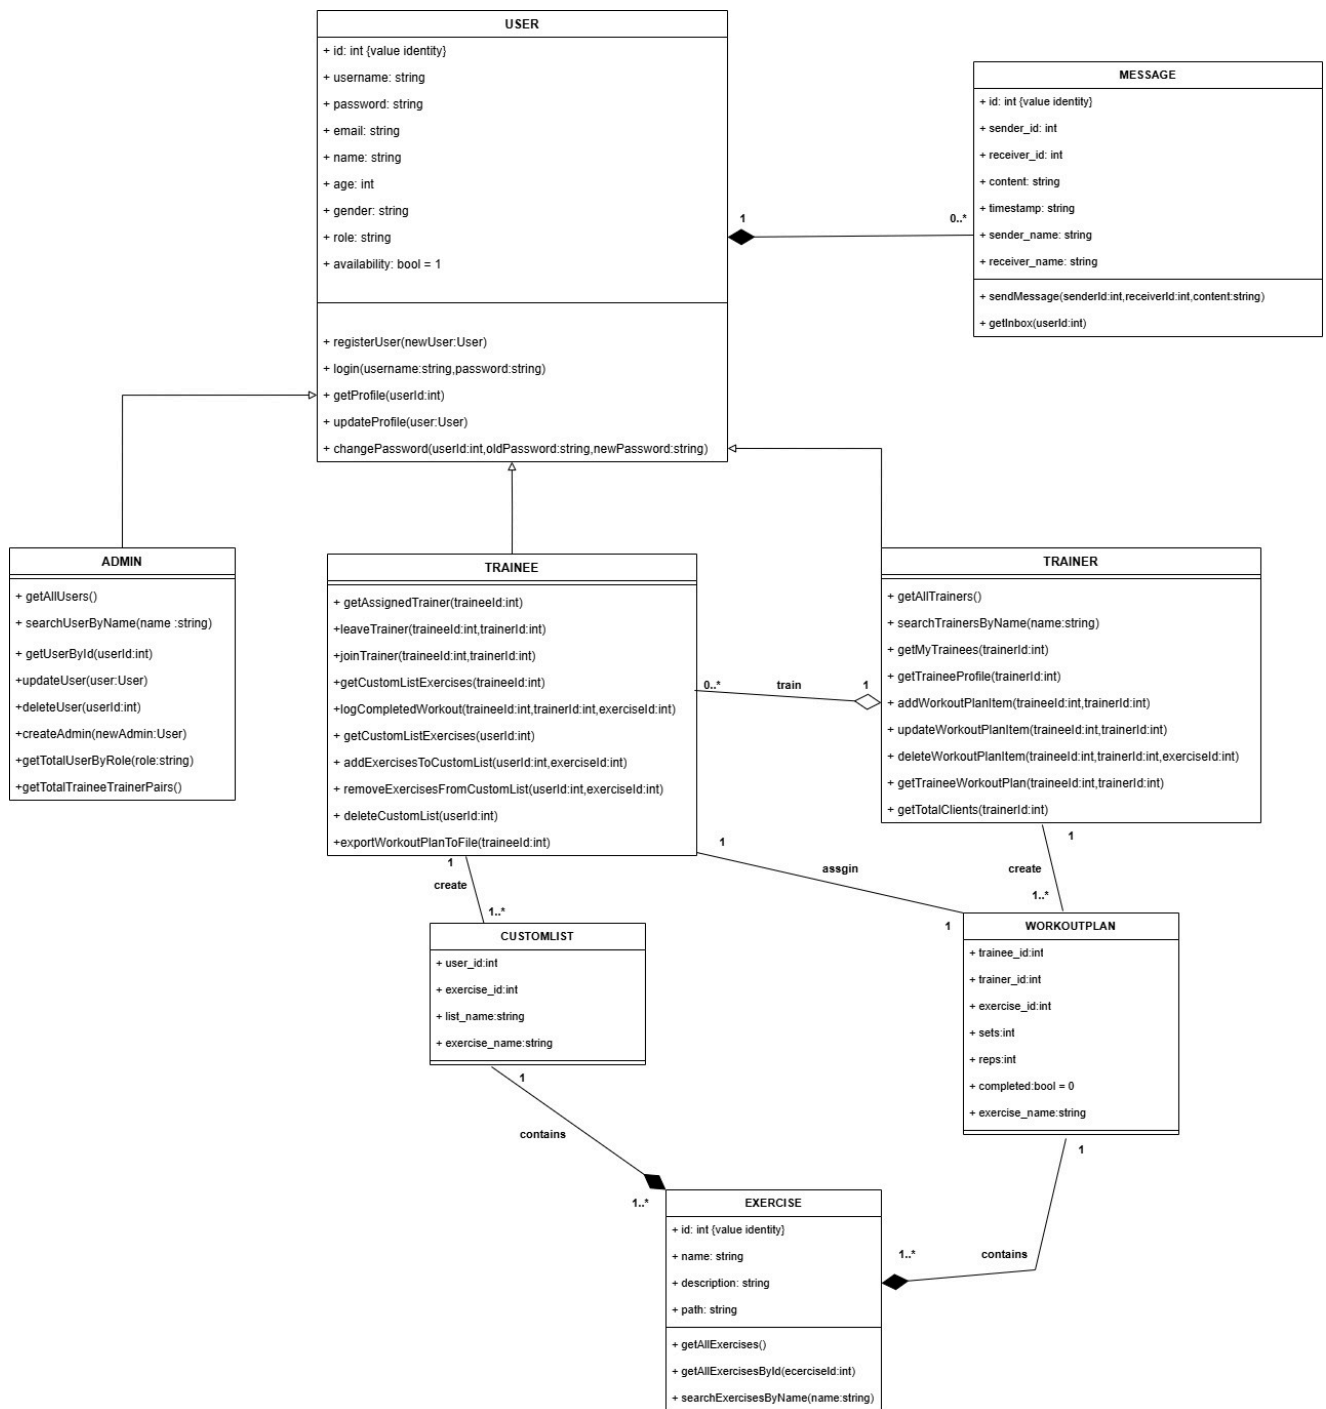 USER
+ id: int {value identity}
+ username: string
+ password: string
+ email: string
+ name: string
+ age: int
+ gender: string
+ role: string
+ availability: bool = 1
+ registerUser(newUser:User)
+ login(username:string,password:string)
+ getProfile(userId:int)
+ updateProfile(user:User)
+ changePassword(userId:int,oldPassword:string,newPassword:string)
1
0..*
MESSAGE
+ id: int {value identity}
+ sender_id: int
+ receiver_id: int
+ content: string
+ timestamp: string
+ sender_name: string
+ receiver_name: string
+ sendMessage(senderId:int,receiverId:int,content:string)
+ getInbox(userId:int)
ADMIN
+ getAllUsers()
+ searchUserByName(name :string)
+ getUserById(userId:int)
+updateUser(user:User)
+deleteUser(userId:int)
+createAdmin(newAdmin:User)
+getTotalUserByRole(role:string)
+getTotalTraineeTrainerPairs()
TRAINEE
+ getAssignedTrainer(traineeId:int)
+leaveTrainer(traineeId:int,trainerId:int)
+joinTrainer(traineeId:int,trainerId:int)
+getCustomListExercises(traineeId:int)
+logCompletedWorkout(traineeId:int,trainerId:int,exerciseId:int)
+ getCustomListExercises(userId:int)
+ addExercisesToCustomList(userId:int,exerciseId:int)
+ removeExercisesFromCustomList(userId:int,exerciseId:int)
+ deleteCustomList(userId:int)
+exportWorkoutPlanToFile(traineeId:int)
0..*
train
1
TRAINER
+ getAllTrainers()
+ searchTrainersByName(name:string)
+ getMyTrainees(trainerId:int)
+ getTraineeProfile(trainerId:int)
+ addWorkoutPlanItem(traineeId:int,trainerId:int)
+ updateWorkoutPlanItem(traineeId:int,trainerId:int)
+ deleteWorkoutPlanItem(traineeId:int,trainerId:int,exerciseId:int)
+ getTraineeWorkoutPlan(traineeId:int,trainerId:int)
+ getTotalClients(trainerId:int)
1
create
1..*
1
assgin
1
1
create
1..*
CUSTOMLIST
+ user_id:int
+ exercise_id:int
+ list_name:string
+ exercise_name:string
WORKOUTPLAN
+ trainee_id:int
+ trainer_id:int
+ exercise_id:int
+ sets:int
+ reps:int
+ completed:bool = 0
+ exercise_name:string
1
contains
1..*
1
contains
1..*
EXERCISE
+ id: int {value identity}
+ name: string
+ description: string
+ path: string
+ getAllExercises()
+ getAllExercisesById(ecerciseId:int)
+ searchExercisesByName(name:string)